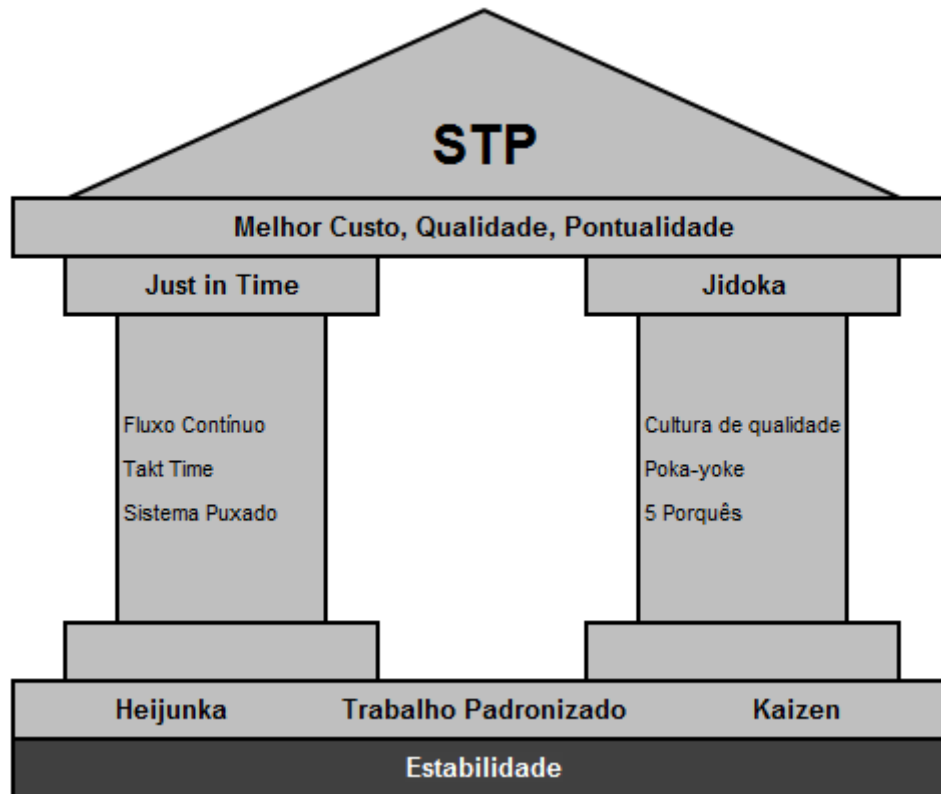 STP
Melhor Custo, Qualidade, Pontualidade
Just in Time
Jidoka
Fluxo Contínuo
Takt Time
Sistema Puxado
Cultura de qualidade
Poka-yoke
5 Porquês
Heijunka
Trabalho Padronizado
Kaizen
Estabilidade